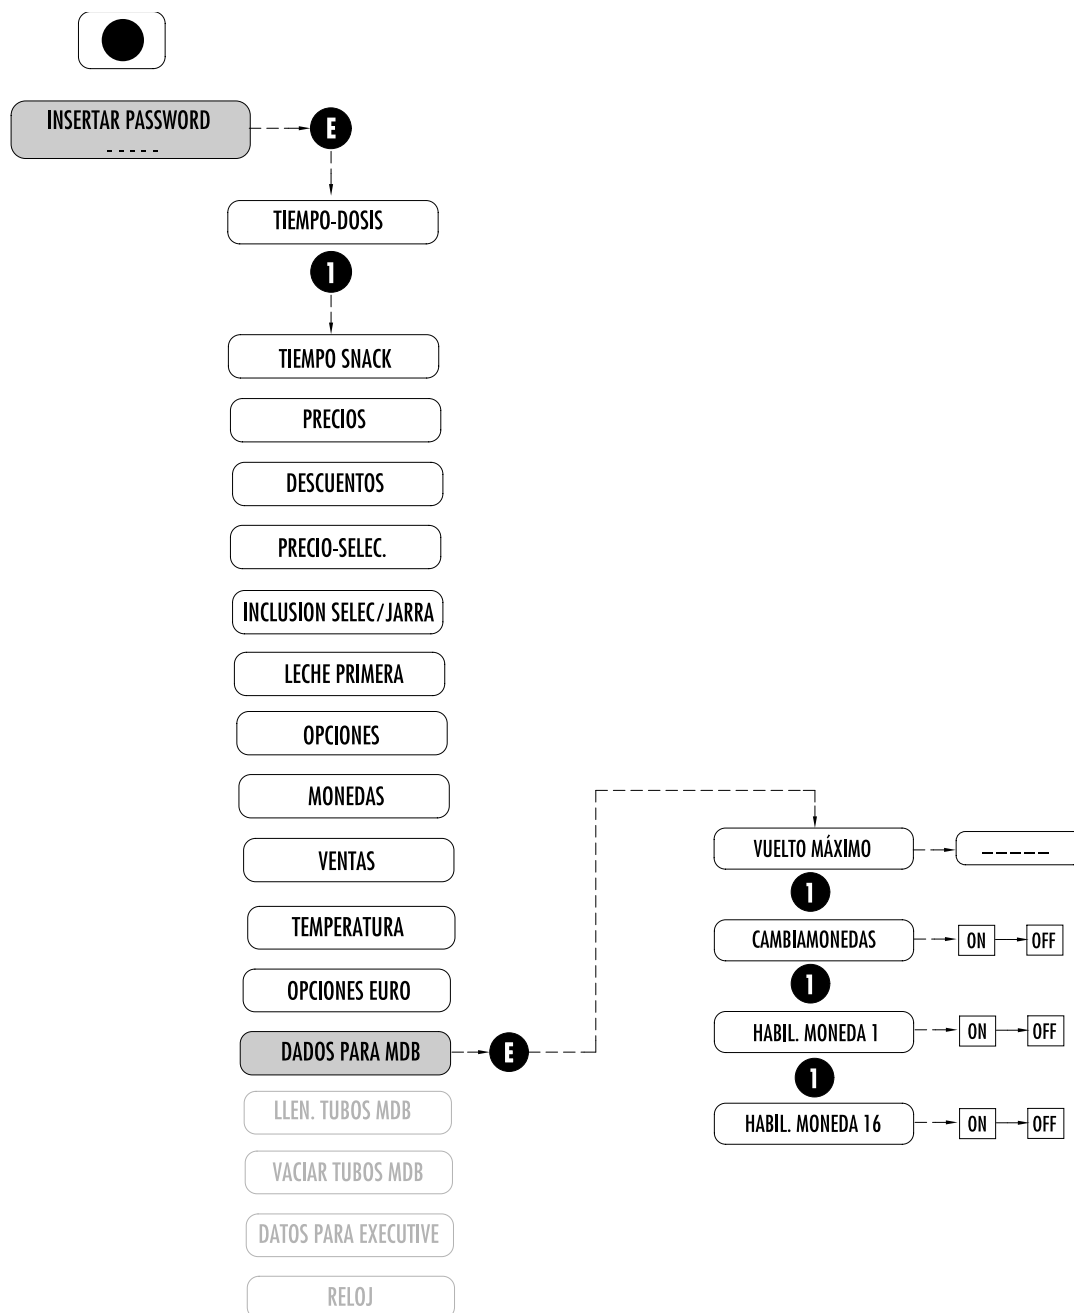 INSERTAR PASSWORD
- - - - -
E
TIEMPO-DOSIS
1
TIEMPO SNACK
PRECIOS
DESCUENTOS
PRECIO-SELEC.
INCLUSION SELEC/JARRA
LECHE PRIMERA
OPCIONES
MONEDAS
VENTAS
TEMPERATURA
OPCIONES EURO
DADOS PARA MDB
E
LLEN. TUBOS MDB
VACIAR TUBOS MDB
DATOS PARA EXECUTIVE
RELOJ
VUELTO MÁXIMO
_ _ _ _ _
1
CAMBIAMONEDAS
ON
OFF
1
HABIL. MONEDA 1
ON
OFF
1
HABIL. MONEDA 16
ON
OFF